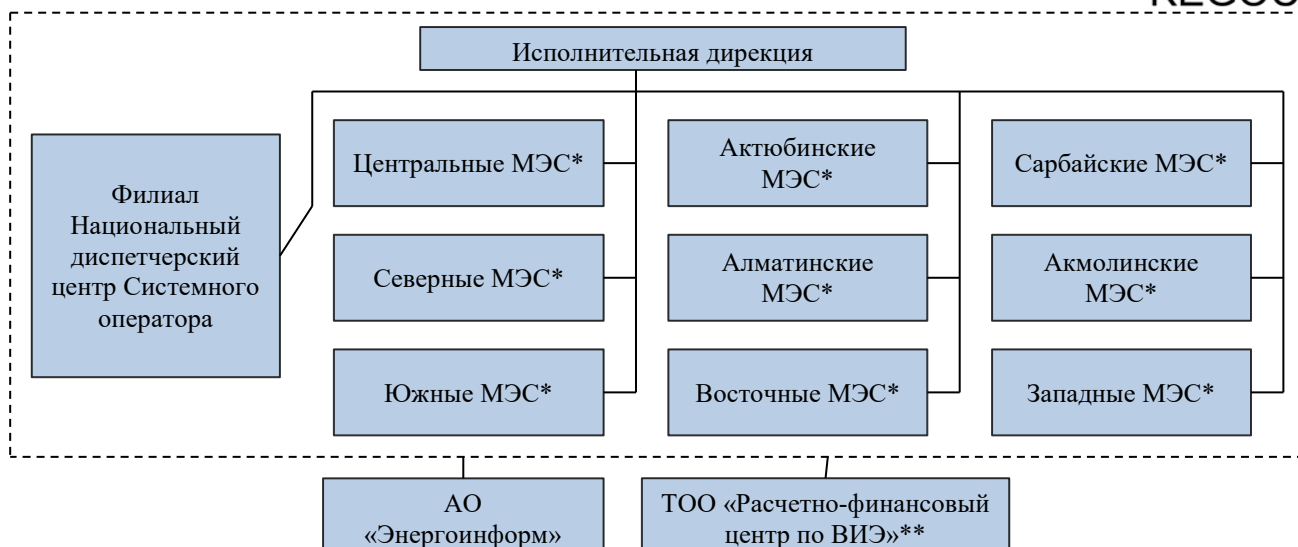 Исполнительная дирекция
Филиал
Национальный
диспетчерский
центр Системного
оператора
Центральные МЭС*
Актюбинские
МЭС*
Сарбайские МЭС*
Северные МЭС*
Алматинские
МЭС*
Акмолинские
МЭС*
Южные МЭС*
Восточные МЭС*
Западные МЭС*
АО
«Энергоинформ»
ТОО «Расчетно-финансовый
центр по ВИЭ»**